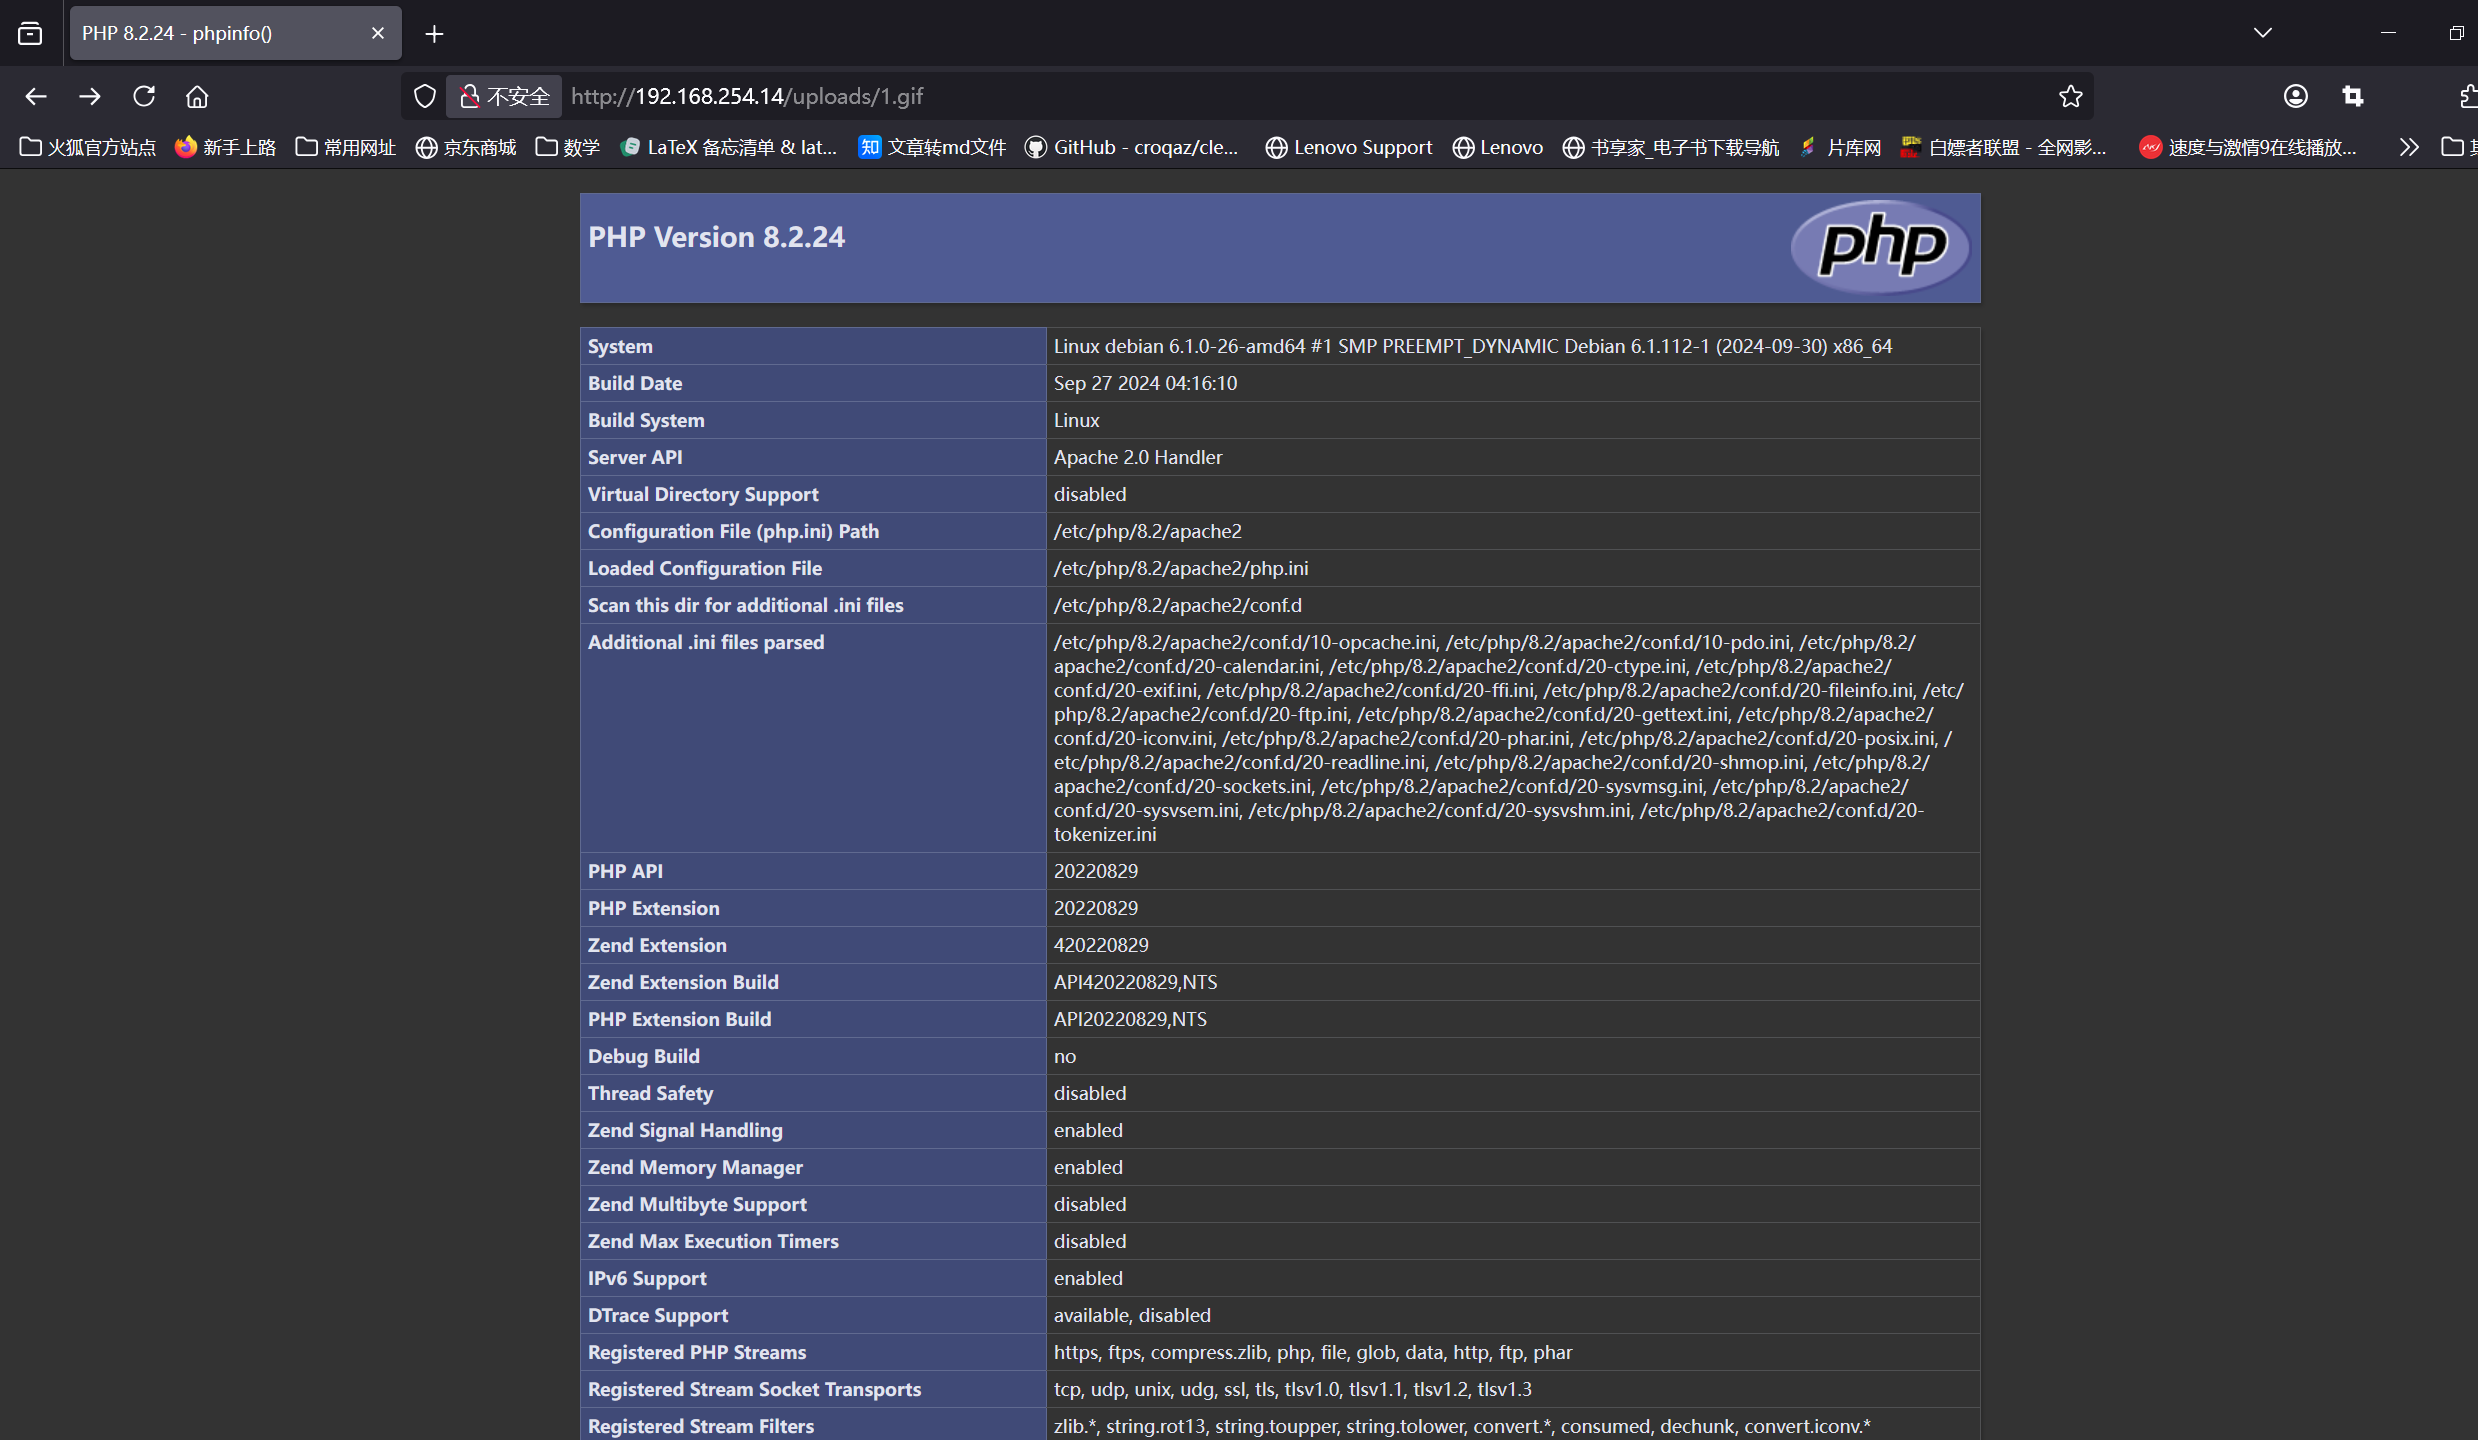 PHP 8.2.24 - phpinfo()
不安全
http://192.168.254.14/uploads/1.gif
火狐官方站点 新手上路 常用网址 京东商城 数学 LaTeX 备忘清单 & lat... 知 文章转md文件 GitHub - croqaz/cle... Lenovo Support Lenovo 书享家_电子书下载导航 片库网 白嫖者联盟 - 全网影... 速度与激情9在线播放...
PHP Version 8.2.24
php
System Linux debian 6.1.0-26-amd64 #1 SMP PREEMPT_DYNAMIC Debian 6.1.112-1 (2024-09-30) x86_64
Build Date Sep 27 2024 04:16:10
Build System Linux
Server API Apache 2.0 Handler
Virtual Directory Support disabled
Configuration File (php.ini) Path /etc/php/8.2/apache2
Loaded Configuration File /etc/php/8.2/apache2/php.ini
Scan this dir for additional .ini files /etc/php/8.2/apache2/conf.d
Additional .ini files parsed /etc/php/8.2/apache2/conf.d/10-opcache.ini, /etc/php/8.2/apache2/conf.d/10-pdo.ini, /etc/php/8.2/
apache2/conf.d/20-calendar.ini, /etc/php/8.2/apache2/conf.d/20-ctype.ini, /etc/php/8.2/apache2/
conf.d/20-exif.ini, /etc/php/8.2/apache2/conf.d/20-ffi.ini, /etc/php/8.2/apache2/conf.d/20-fileinfo.ini, /etc/
php/8.2/apache2/conf.d/20-ftp.ini, /etc/php/8.2/apache2/conf.d/20-gettext.ini, /etc/php/8.2/apache2/
conf.d/20-iconv.ini, /etc/php/8.2/apache2/conf.d/20-phar.ini, /etc/php/8.2/apache2/conf.d/20-posix.ini, /
etc/php/8.2/apache2/conf.d/20-readline.ini, /etc/php/8.2/apache2/conf.d/20-shmop.ini, /etc/php/8.2/
apache2/conf.d/20-sockets.ini, /etc/php/8.2/apache2/conf.d/20-sysvmsg.ini, /etc/php/8.2/apache2/
conf.d/20-sysvsem.ini, /etc/php/8.2/apache2/conf.d/20-sysvshm.ini, /etc/php/8.2/apache2/conf.d/20-
tokenizer.ini
PHP API 20220829
PHP Extension 20220829
Zend Extension 420220829
Zend Extension Build API420220829,NTS
PHP Extension Build API20220829,NTS
Debug Build no
Thread Safety disabled
Zend Signal Handling enabled
Zend Memory Manager enabled
Zend Multibyte Support disabled
Zend Max Execution Timers disabled
IPv6 Support enabled
DTrace Support available, disabled
Registered PHP Streams https, ftps, compress.zlib, php, file, glob, data, http, ftp, phar
Registered Stream Socket Transports tcp, udp, unix, udg, ssl, tls, tlsv1.0, tlsv1.1, tlsv1.2, tlsv1.3
Registered Stream Filters zlib.*, string.rot13, string.toupper, string.tolower, convert.*, consumed, dechunk, convert.iconv.*